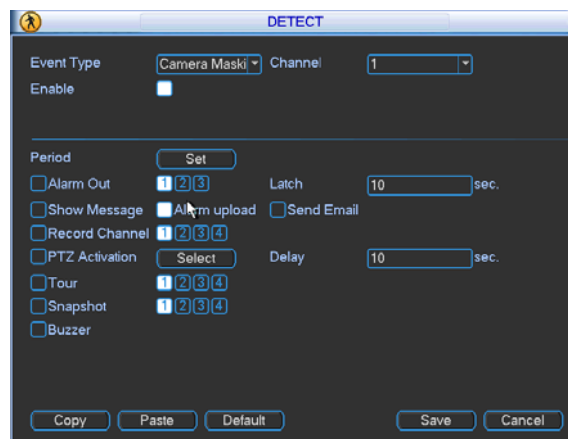 DETECT
Event Type Camera Maski Channel 1
Enable
Period Set
Alarm Out 1 2 3 Latch 10 sec.
Show Message Alarm upload Send Email
Record Channel 1 2 3 4
PTZ Activation Select Delay 10 sec.
Tour 1 2 3 4
Snapshot 1 2 3 4
Buzzer
Copy Paste Default Save Cancel